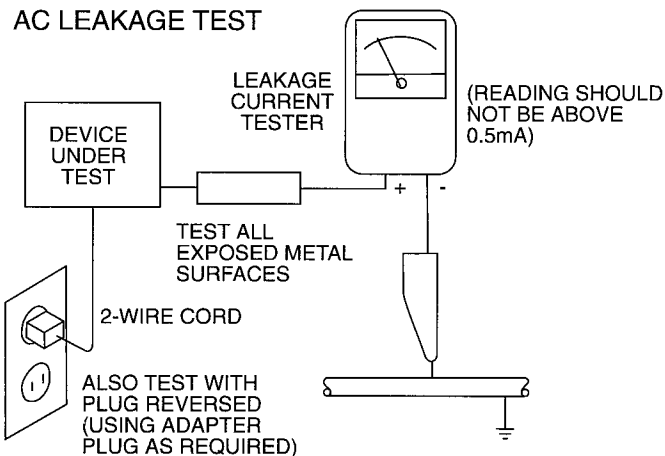 AC LEAKAGE TEST
LEAKAGE
CURRENT
TESTER
(READING SHOULD
NOT BE ABOVE
0.5mA)
DEVICE
UNDER
TEST
+ -
TEST ALL
EXPOSED METAL
SURFACES
2-WIRE CORD
ALSO TEST WITH
PLUG REVERSED
(USING ADAPTER
PLUG AS REQUIRED)